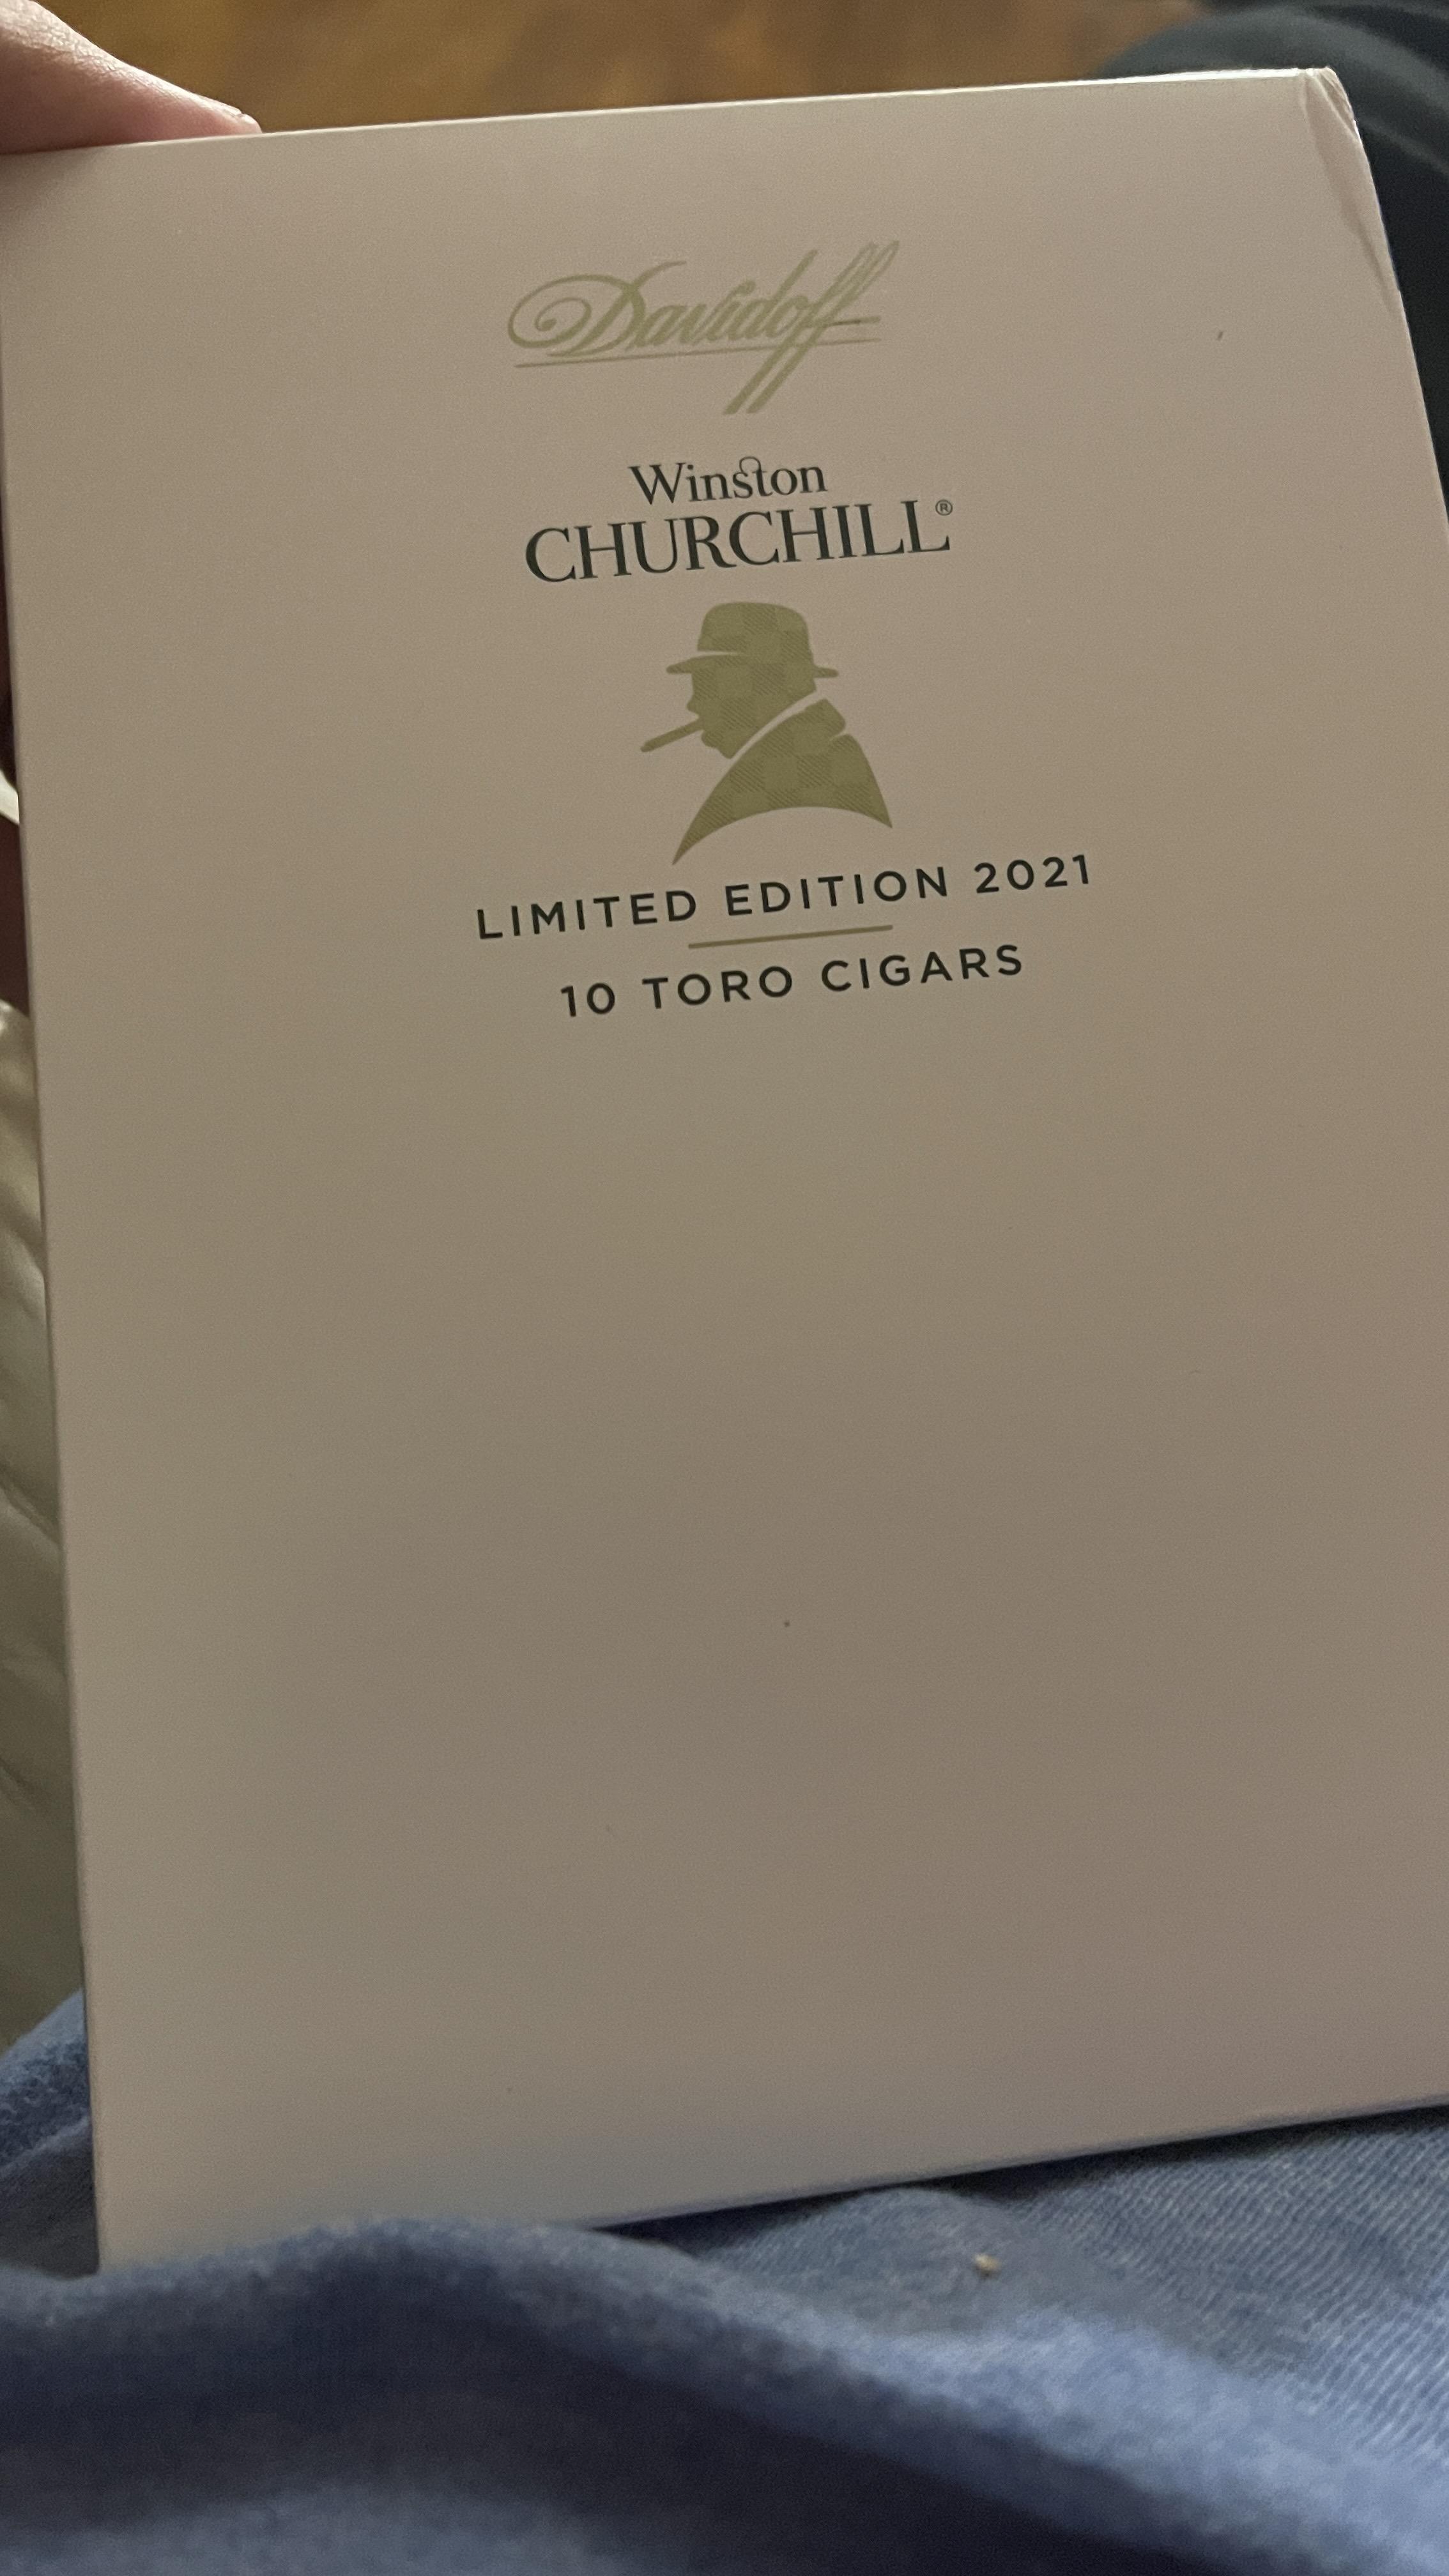 Davidoff
Winston
CHURCHILL®
LIMITED EDITION 2021
10 TORO CIGARS